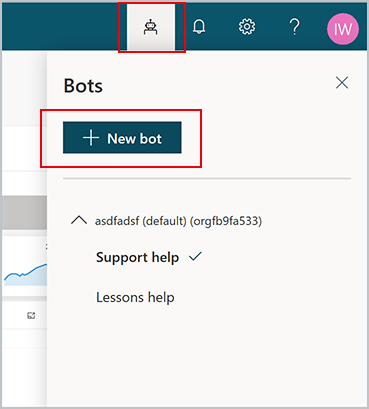 ?
IW
Bots
+ New bot
asdfadsf (default) (orgfb9fa533)
Support help
Lessons help